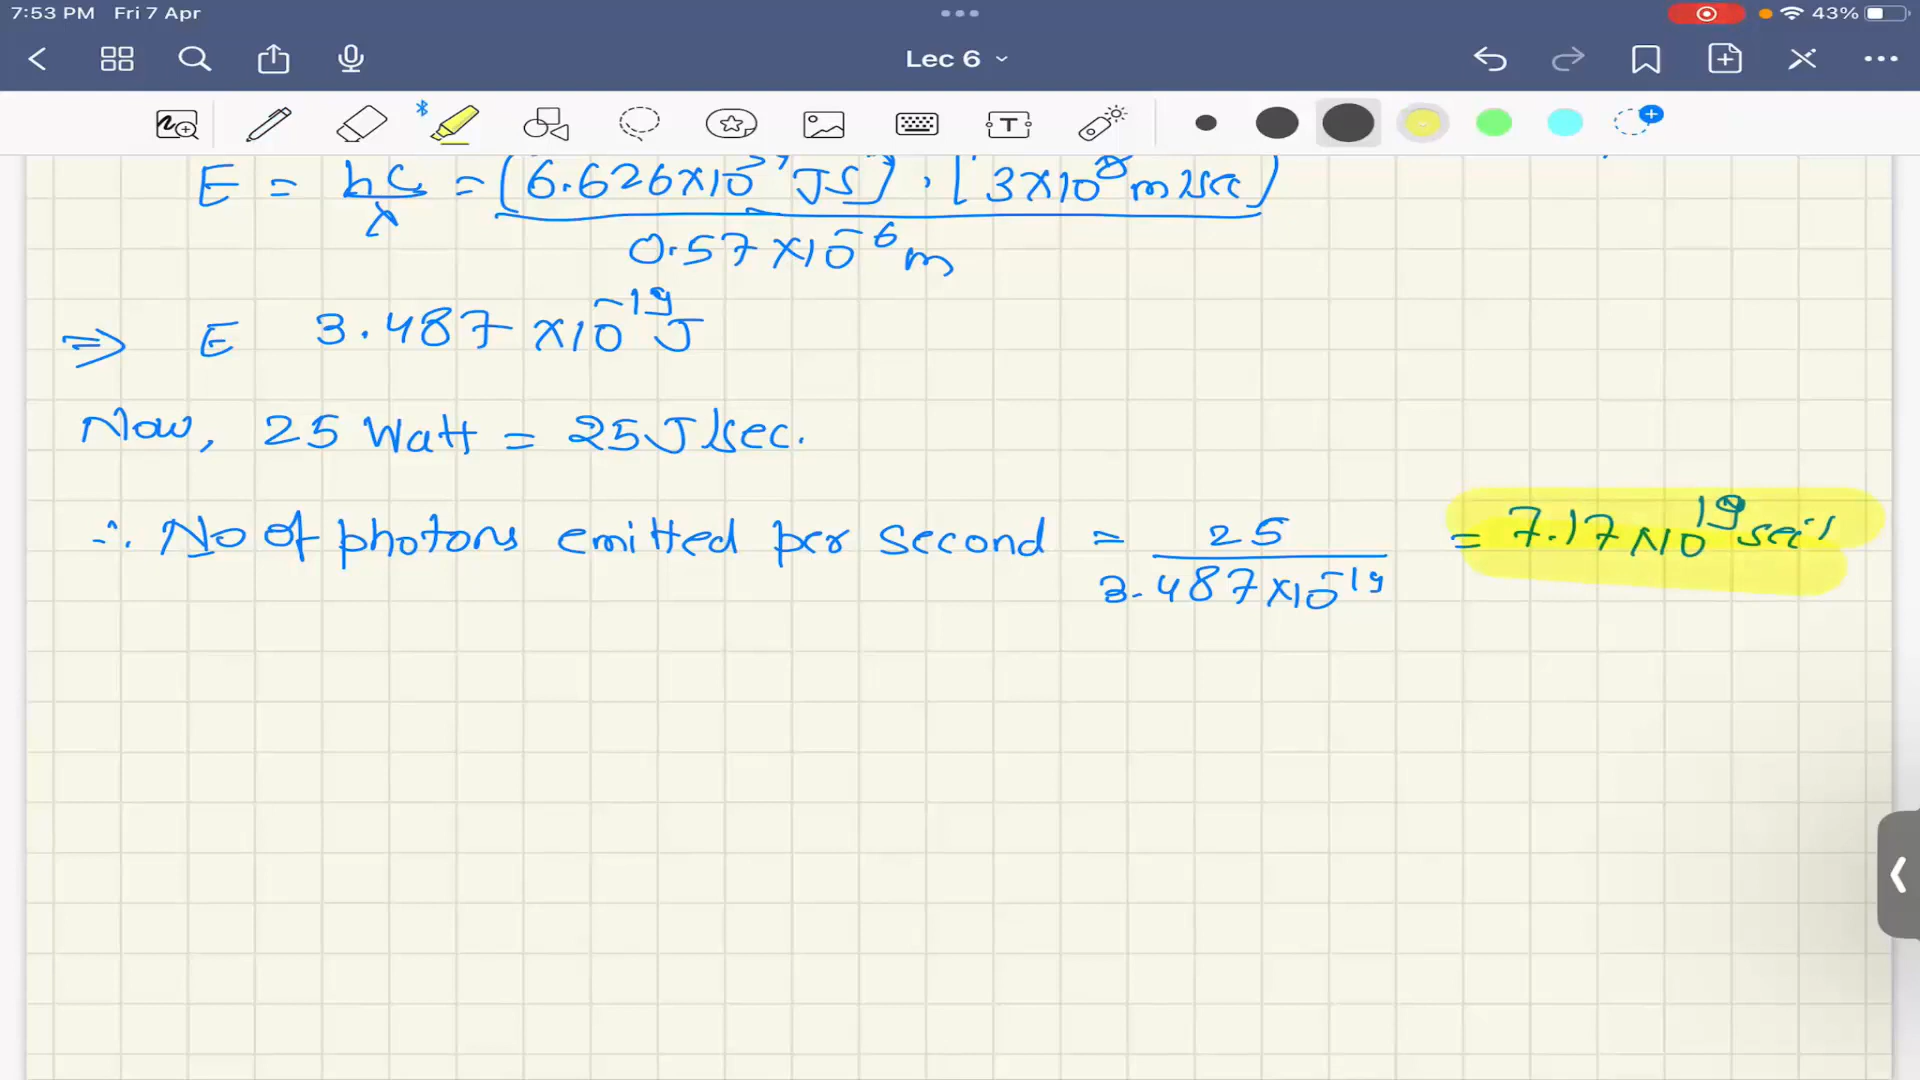 7:53 PM Fri 7 Apr 43%
Lec 6
E = hc/λ = (6.626×10³⁴ JS) . (3×10⁸ m/sec)
0.57×10⁻⁶ m
⇒ E 3.487 ×10⁻¹⁹ J
Now, 25 Watt = 25 J/sec.
∴ No of photons emitted per second = 25 = 7.17×10¹⁹ sec⁻¹
3.487×10⁻¹⁹